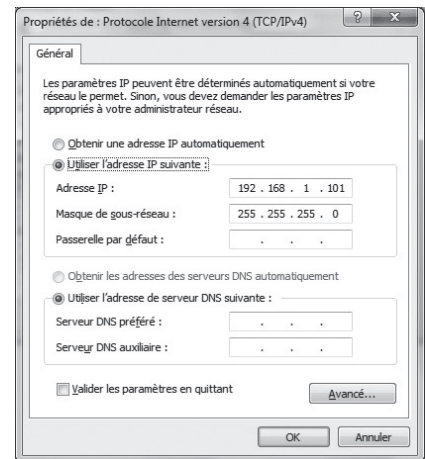 Propriétés de : Protocole Internet version 4 (TCP/IPv4)
Général
Les paramètres IP peuvent être déterminés automatiquement si votre
réseau le permet. Sinon, vous devez demander les paramètres IP
appropriés à votre administrateur réseau.
Obtenir une adresse IP automatiquement
Utiliser l'adresse IP suivante :
Adresse IP : 192 . 168 . 1 . 101
Masque de sous-réseau : 255 . 255 . 255 . 0
Passerelle par défaut : . . .
Obtenir les adresses des serveurs DNS automatiquement
Utiliser l'adresse de serveur DNS suivante :
Serveur DNS préféré : . . .
Serveur DNS auxiliaire : . . .
Valider les paramètres en quittant
Avancé...
OK Annuler